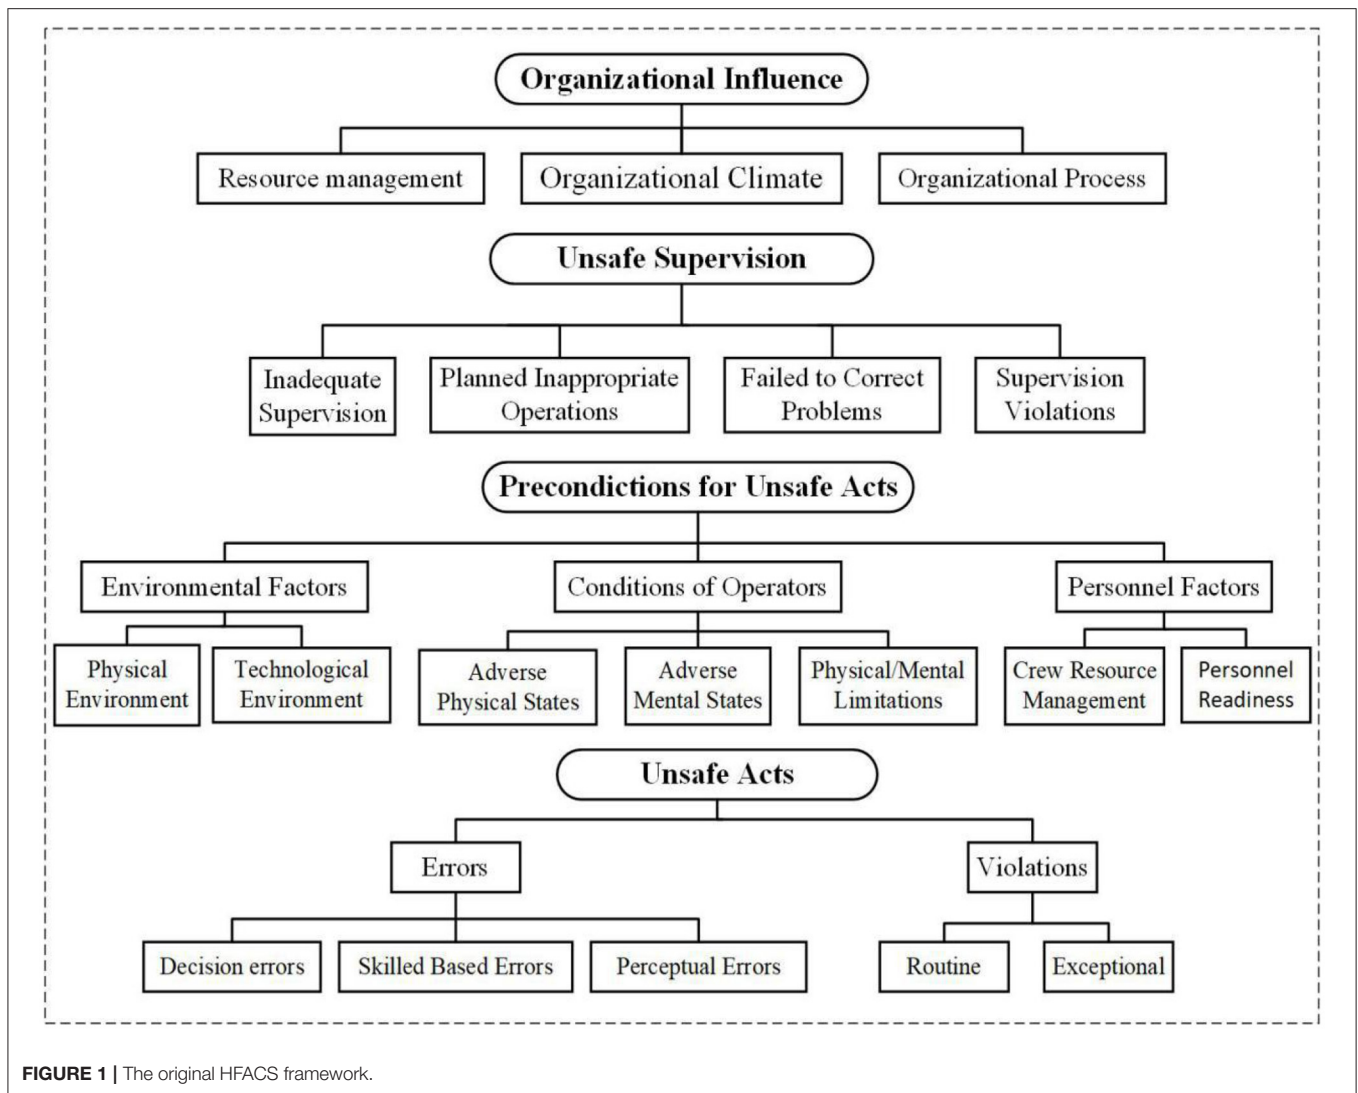 Organizational Influence
Resource management
Organizational Climate
Organizational Process
Unsafe Supervision
Inadequate
Supervision
Planned Inappropriate
Operations
Failed to Correct
Problems
Supervision
Violations
Precondictions for Unsafe Acts
Environmental Factors
Conditions of Operators
Personnel Factors
Physical
Environment
Technological
Environment
Adverse
Physical States
Adverse
Mental States
Physical/Mental
Limitations
Crew Resource
Management
Personnel
Readiness
Unsafe Acts
Errors
Violations
Decision errors
Skilled Based Errors
Perceptual Errors
Routine
Exceptional
FIGURE 1 | The original HFACS framework.